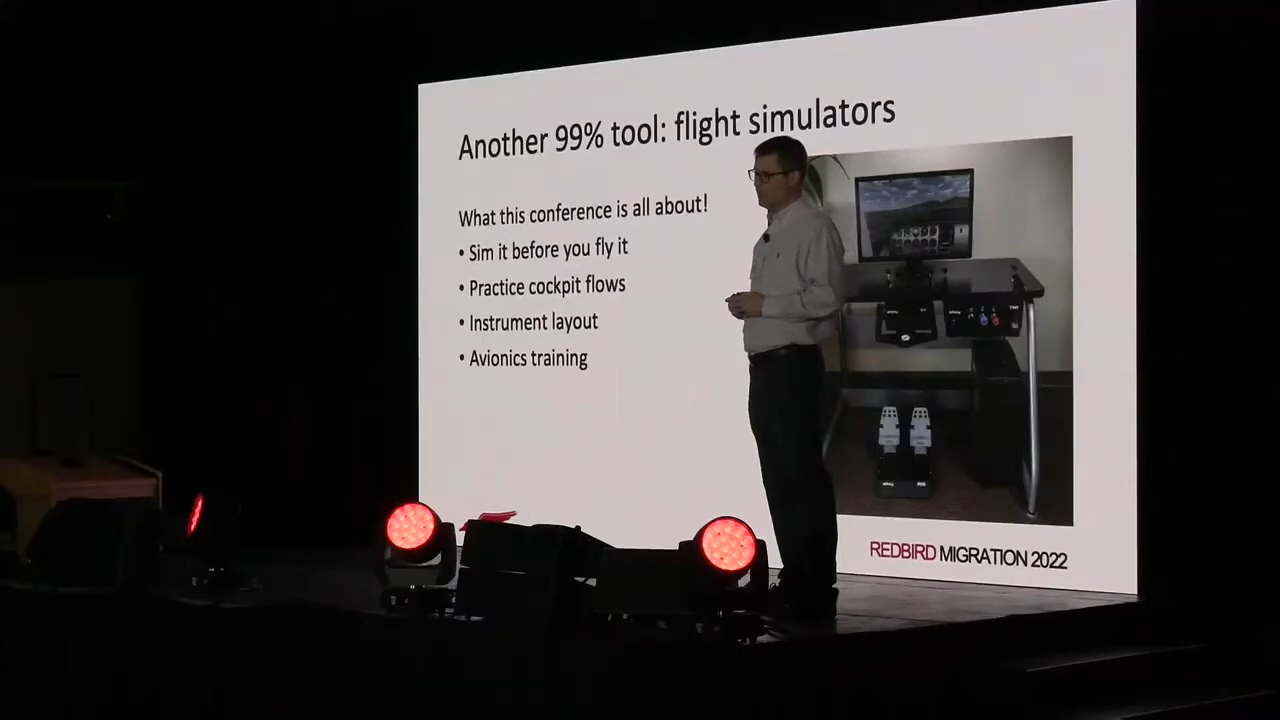 Another 99% tool: flight simulators
What this conference is all about!
• Sim it before you fly it
• Practice cockpit flows
• Instrument layout
• Avionics training
REDBIRD MIGRATION 2022